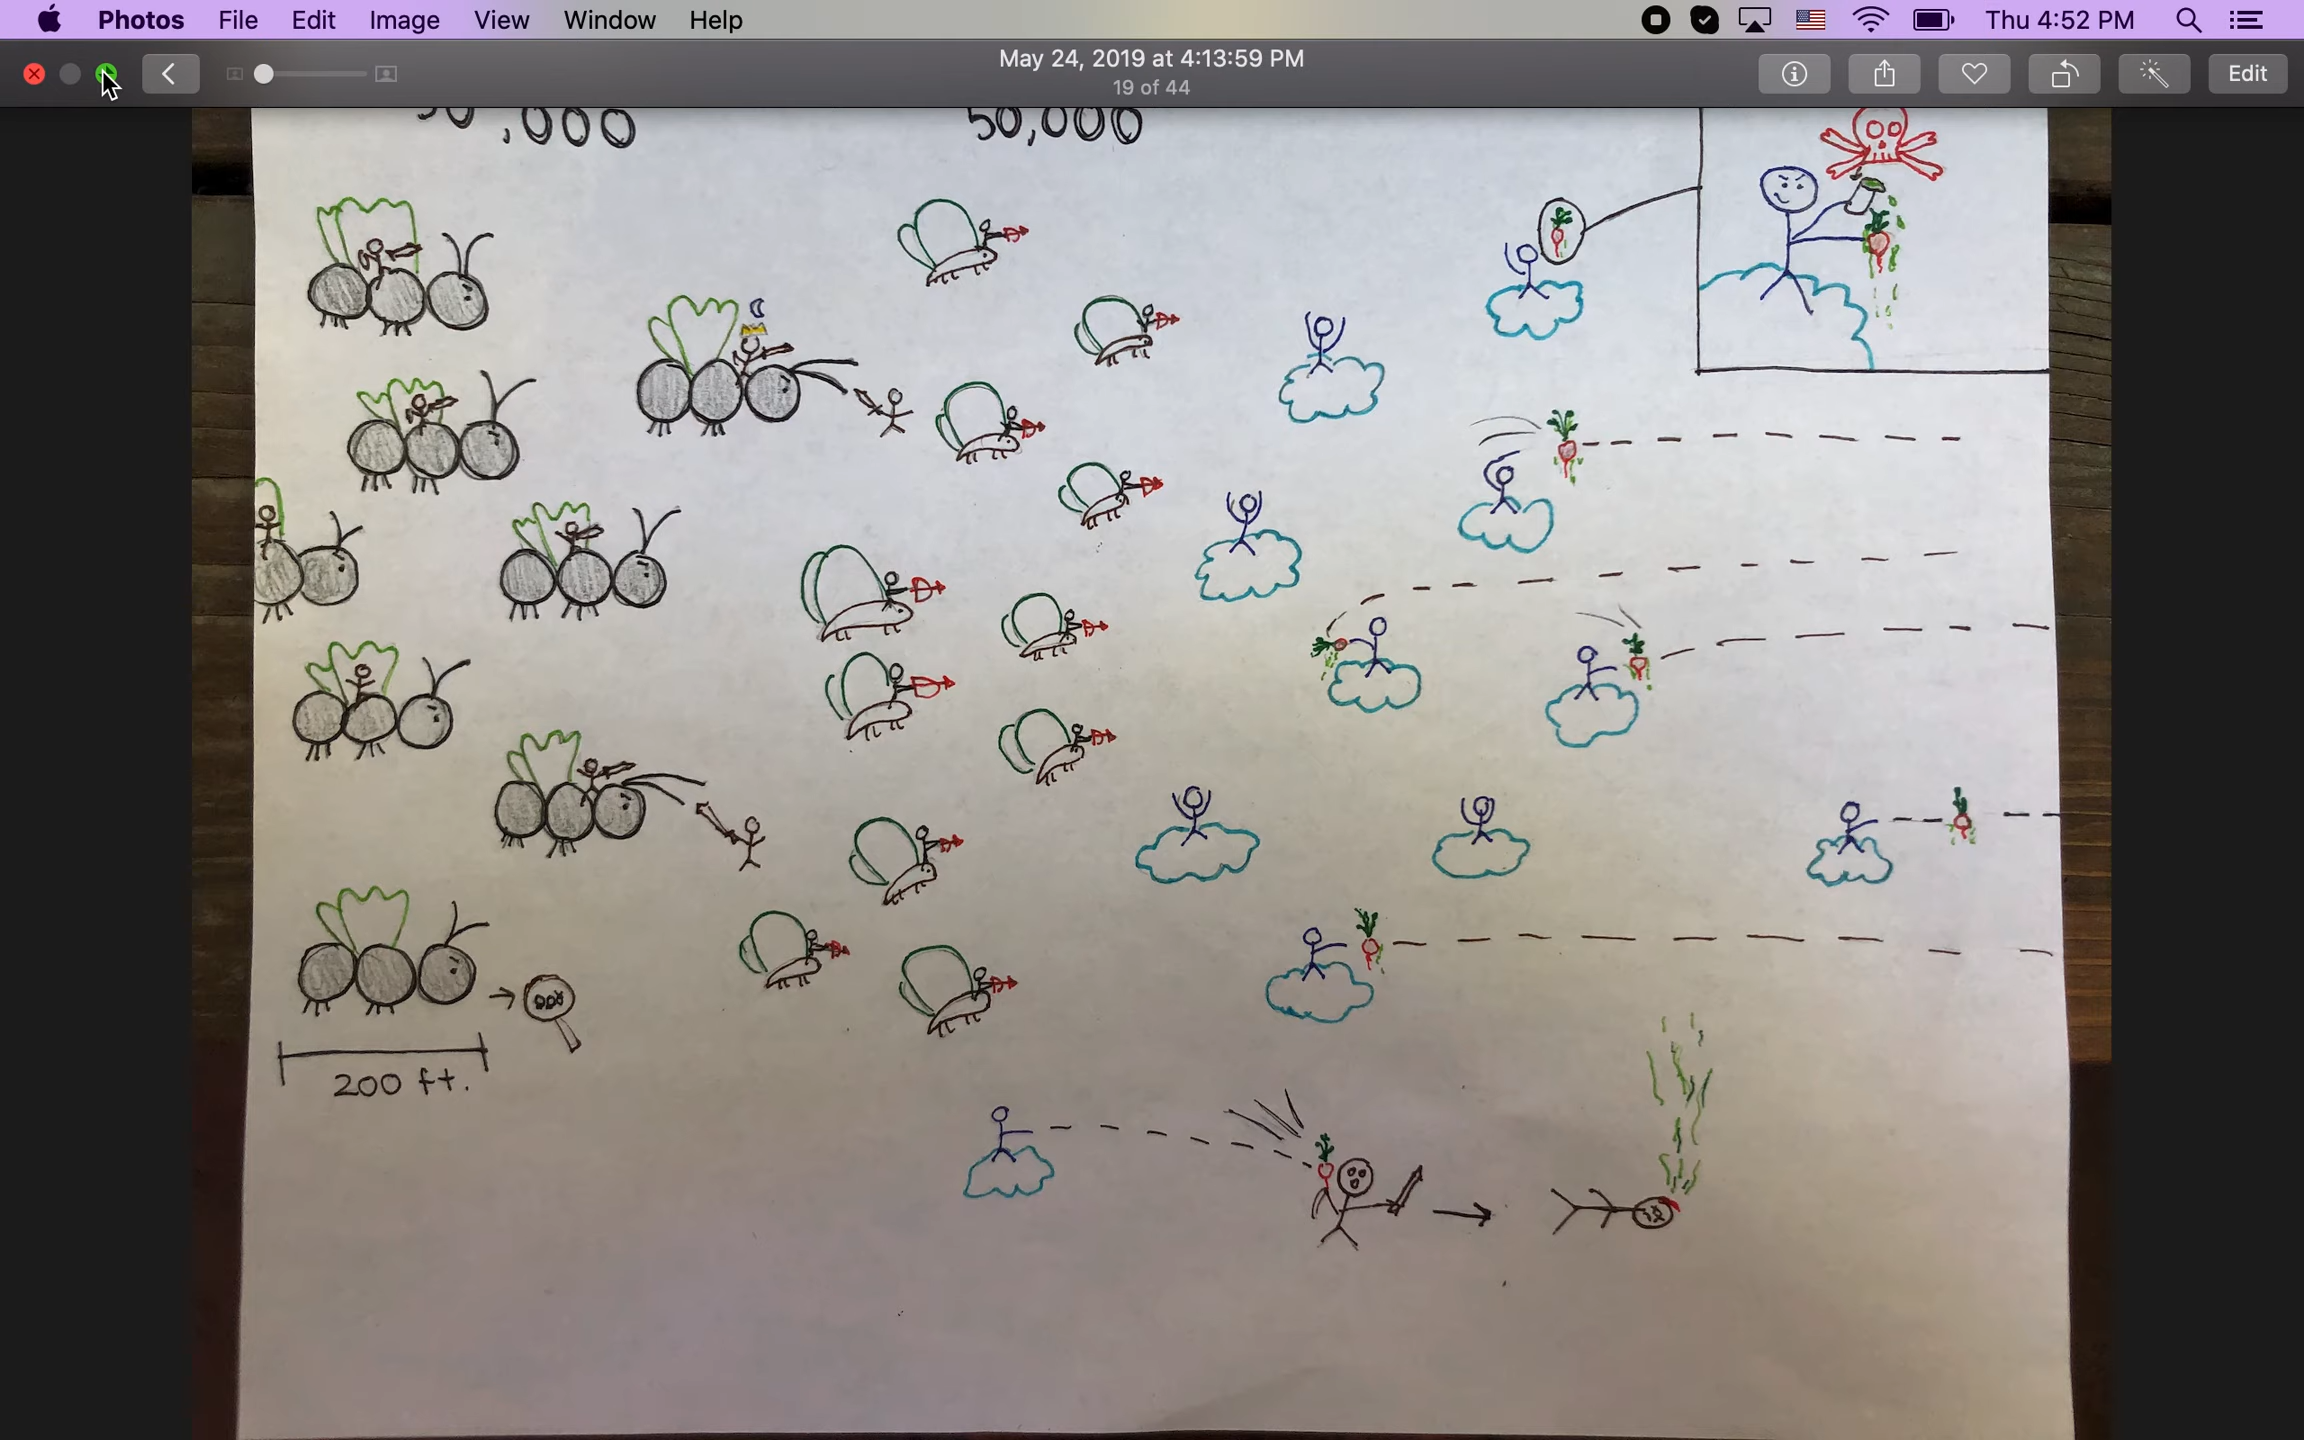 Photos File Edit Image View Window Help Thu 4:52 PM
May 24, 2019 at 4:13:59 PM
19 of 44
Edit
50,000
200 ft.